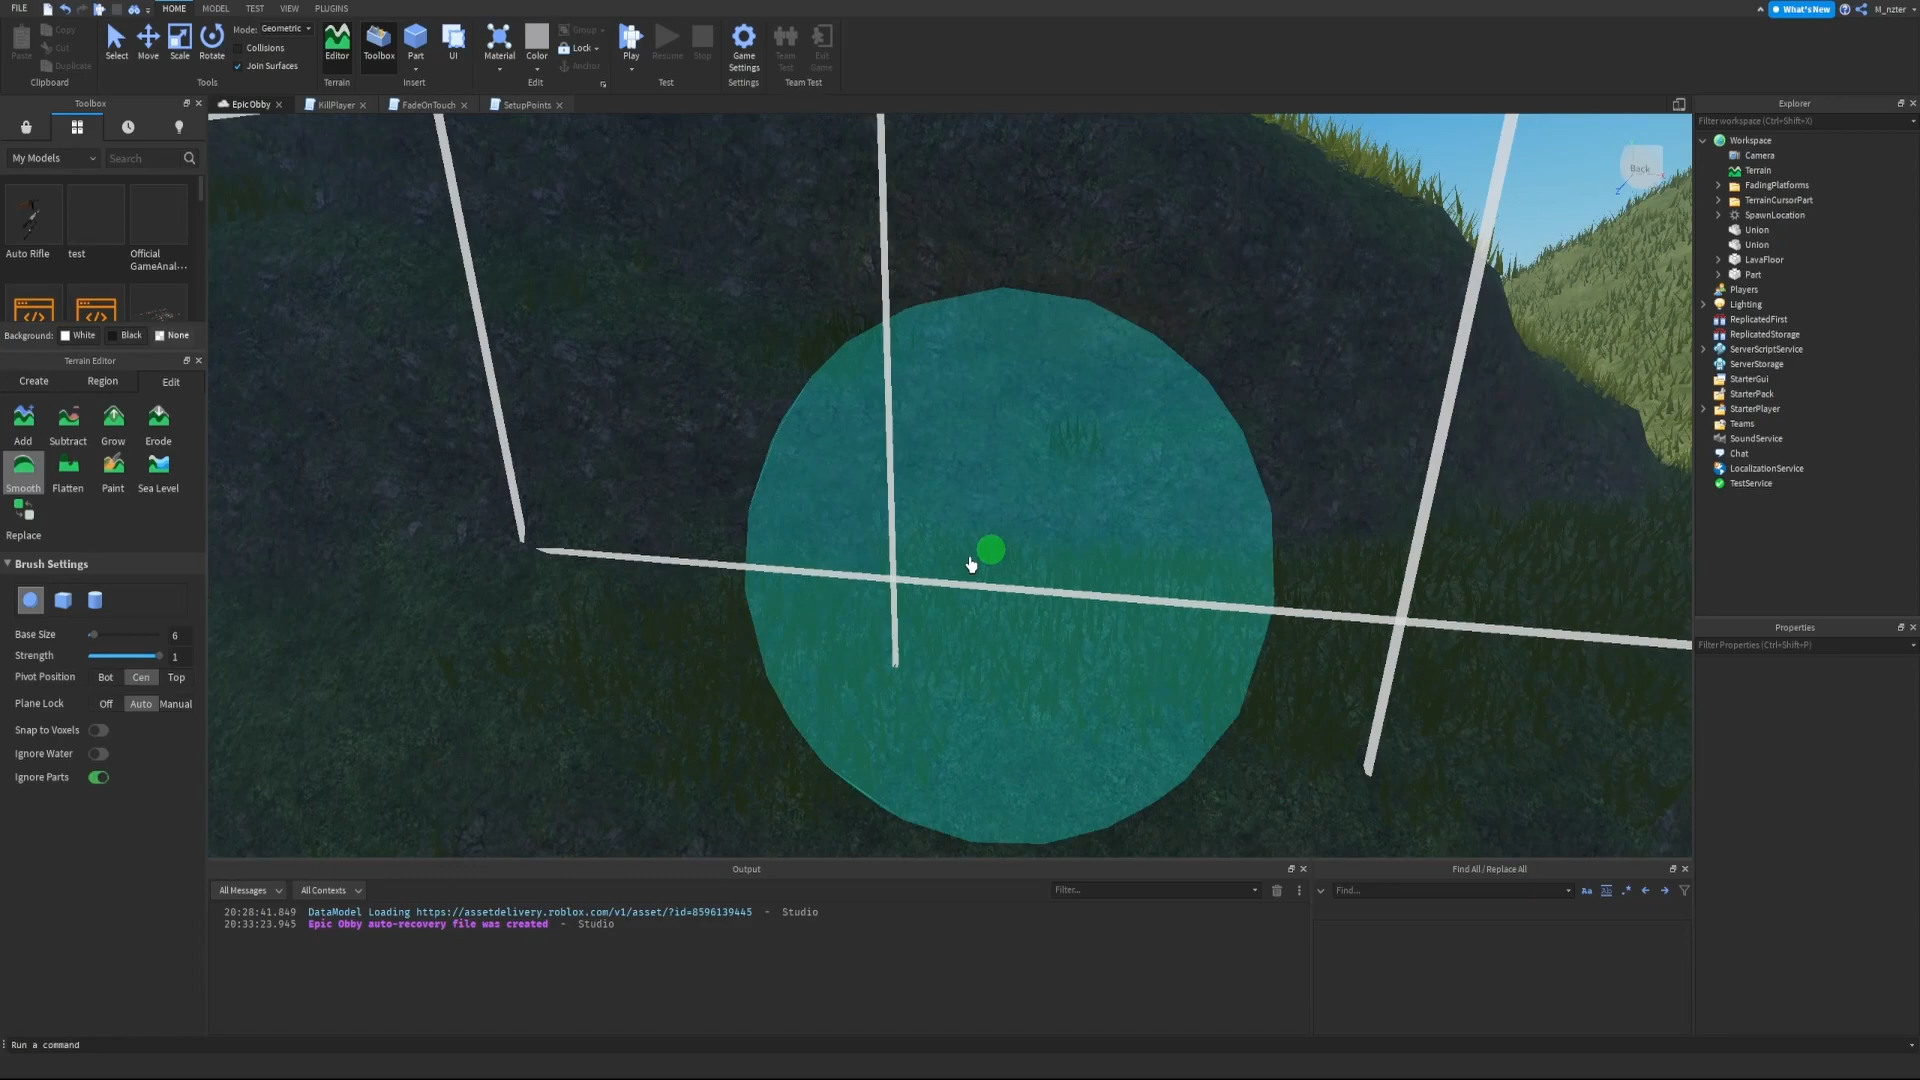 FILE
HOME
MODEL
TEST
VIEW
PLUGINS
What's New
M_nzter
Paste
Copy
Cut
Duplicate
Clipboard
Select
Move
Scale
Rotate
Mode: Geometric
Collisions
Join Surfaces
Tools
Editor
Terrain
Toolbox
Part
UI
Insert
Material
Color
Group
Lock
Anchor
Edit
Play
Resume
Stop
Test
Game Settings
Settings
Team Test
Exit Game
Team Test
Toolbox
EpicObby
KillPlayer
FadeOnTouch
SetupPoints
My Models
Search
Auto Rifle
test
Official GameAnal...
Background:
White
Black
None
Terrain Editor
Create
Region
Edit
Add
Subtract
Grow
Erode
Smooth
Flatten
Paint
Sea Level
Replace
Brush Settings
Base Size
6
Strength
1
Pivot Position
Bot
Cen
Top
Plane Lock
Off
Auto
Manual
Snap to Voxels
Ignore Water
Ignore Parts
Back
Z
Explorer
Filter workspace (Ctrl+Shift+X)
Workspace
Camera
Terrain
FadingPlatforms
TerrainCursorPart
SpawnLocation
Union
Union
LavaFloor
Part
Players
Lighting
ReplicatedFirst
ReplicatedStorage
ServerScriptService
ServerStorage
StarterGui
StarterPack
StarterPlayer
Teams
SoundService
Chat
LocalizationService
TestService
Properties
Filter Properties (Ctrl+Shift+P)
Output
All Messages
All Contexts
Filter...
20:28:41.849 DataModel Loading https://assetdelivery.roblox.com/v1/asset/?id=8596139445 - Studio
20:33:23.945 Epic Obby auto-recovery file was created - Studio
Find All / Replace All
Find...
Aa
Ab
.*
Run a command